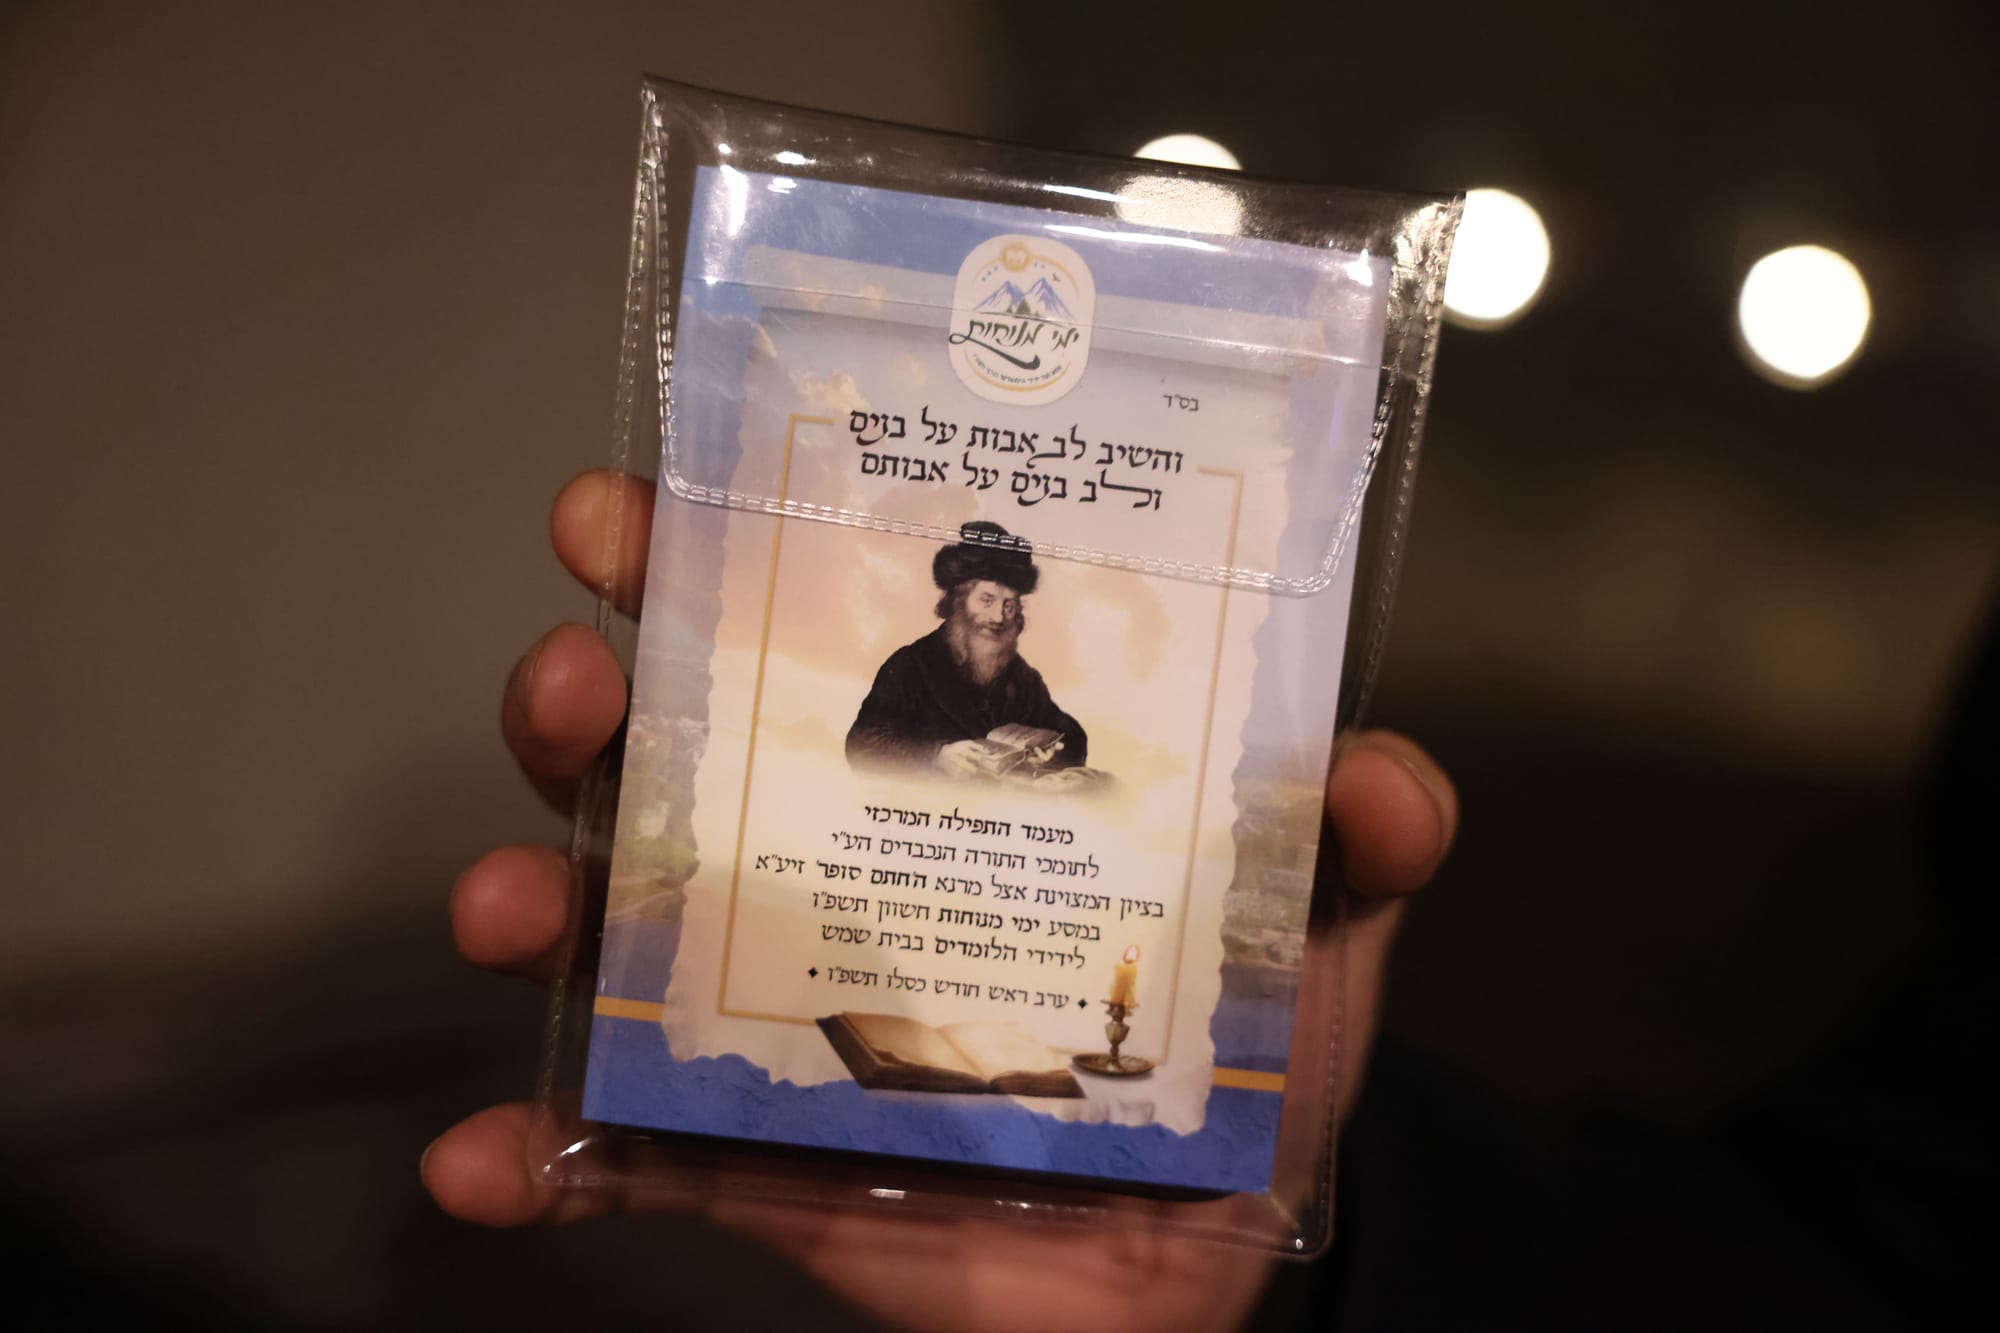 ימי מנוחות
בס"ד
והשיב לב אבות על בנים
ולב בנים על אבותם
מעמד התפילה המרכזי
לתומכי התורה הנכבדים הע"י
בציון המצוינת אצל מרנא ה'חתם סופר' זיע"א
במסע ימי מנוחות חשוון תשפ"ו
לידידי הלומדים בבית שמש
ערב ראש חודש כסלו תשפ"ו